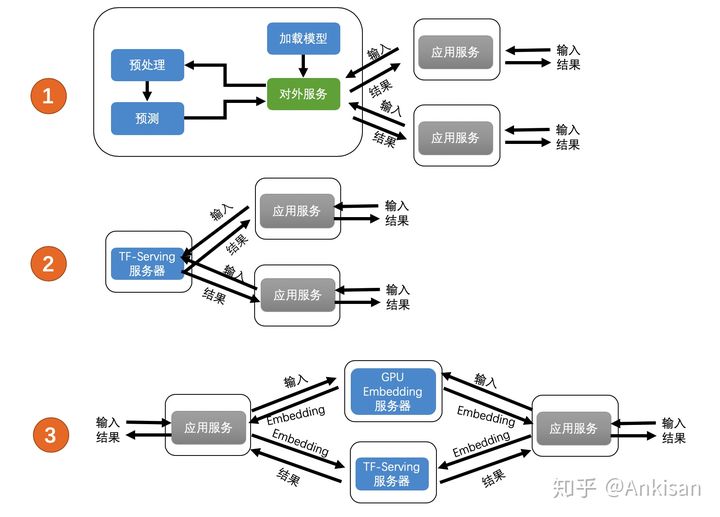 1
加载模型
预处理
预测
对外服务
输入
结果
输入
结果
应用服务
输入
结果
应用服务
输入
结果
2
TF-Serving
服务器
输入
结果
输入
结果
应用服务
输入
结果
应用服务
输入
结果
3
输入
结果
应用服务
输入
Embedding
Embedding
结果
GPU
Embedding
服务器
TF-Serving
服务器
输入
Embedding
Embedding
结果
应用服务
输入
结果
知乎 @Ankisan